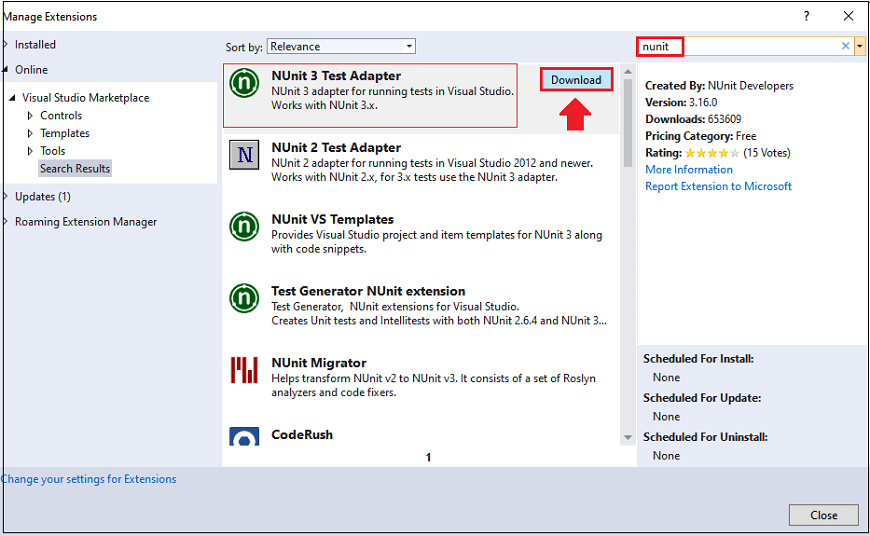 Manage Extensions
?
Installed
Online
Visual Studio Marketplace
Controls
Templates
Tools
Search Results
Updates (1)
Roaming Extension Manager
Sort by: Relevance
NUnit 3 Test Adapter
NUnit 3 adapter for running tests in Visual Studio.
Works with NUnit 3.x.
Download
N
NUnit 2 Test Adapter
NUnit 2 adapter for running tests in Visual Studio 2012 and newer.
Works with NUnit 2.x, for 3.x tests use the NUnit 3 adapter.
NUnit VS Templates
Provides Visual Studio project and item templates for NUnit 3 along
with code snippets.
Test Generator NUnit extension
Test Generator, NUnit extensions for Visual Studio.
Creates Unit tests and Intellitests with both NUnit 2.6.4 and NUnit 3...
NUnit Migrator
Helps transform NUnit v2 to NUnit v3. It consists of a set of Roslyn
analyzers and code fixers.
CodeRush
1
nunit
Created By: NUnit Developers
Version: 3.16.0
Downloads: 653609
Pricing Category: Free
Rating: (15 Votes)
More Information
Report Extension to Microsoft
Scheduled For Install:
None
Scheduled For Update:
None
Scheduled For Uninstall:
None
Change your settings for Extensions
Close